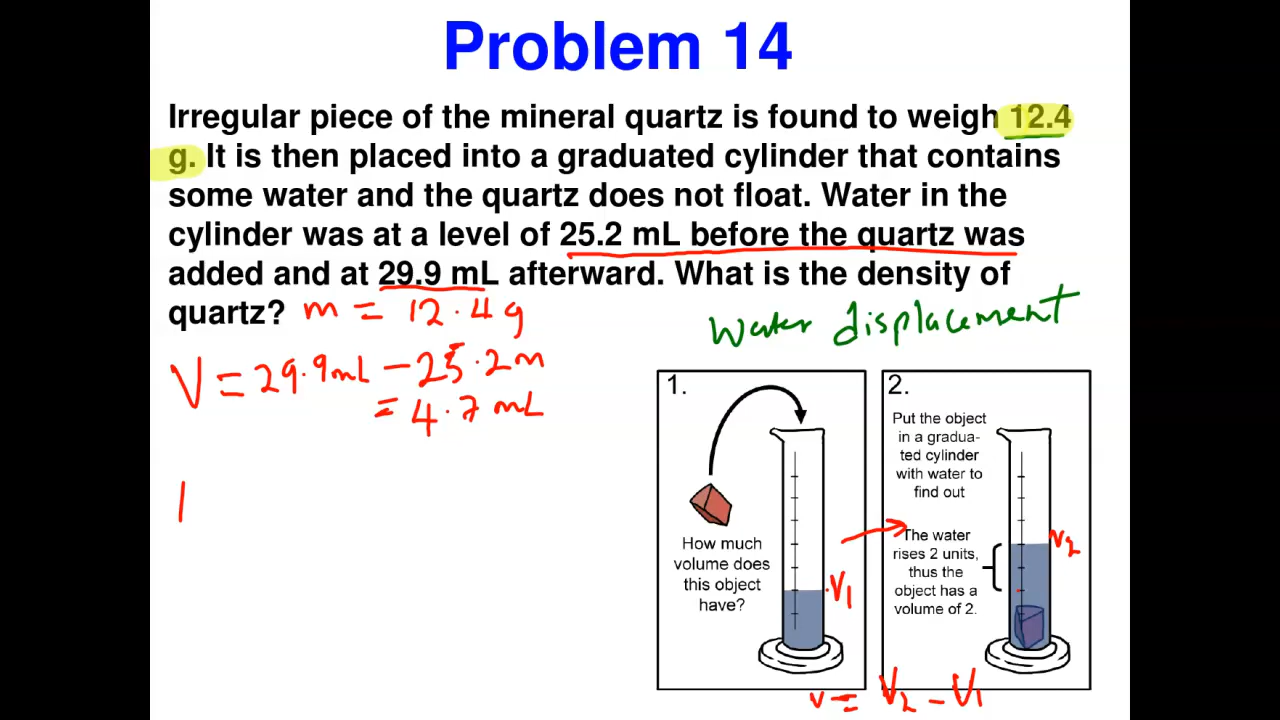 Problem 14
Irregular piece of the mineral quartz is found to weigh 12.4
g. It is then placed into a graduated cylinder that contains
some water and the quartz does not float. Water in the
cylinder was at a level of 25.2 mL before the quartz was
added and at 29.9 mL afterward. What is the density of
quartz? m = 12.4 g
Water displacement
V = 29.9 mL - 25.2 m
= 4.7 mL
1.
How much
volume does
this object
have?
V1
2.
Put the object
in a gradua-
ted cylinder
with water to
find out
The water
rises 2 units,
thus the
object has a
volume of 2.
V2
V = V2 - V1